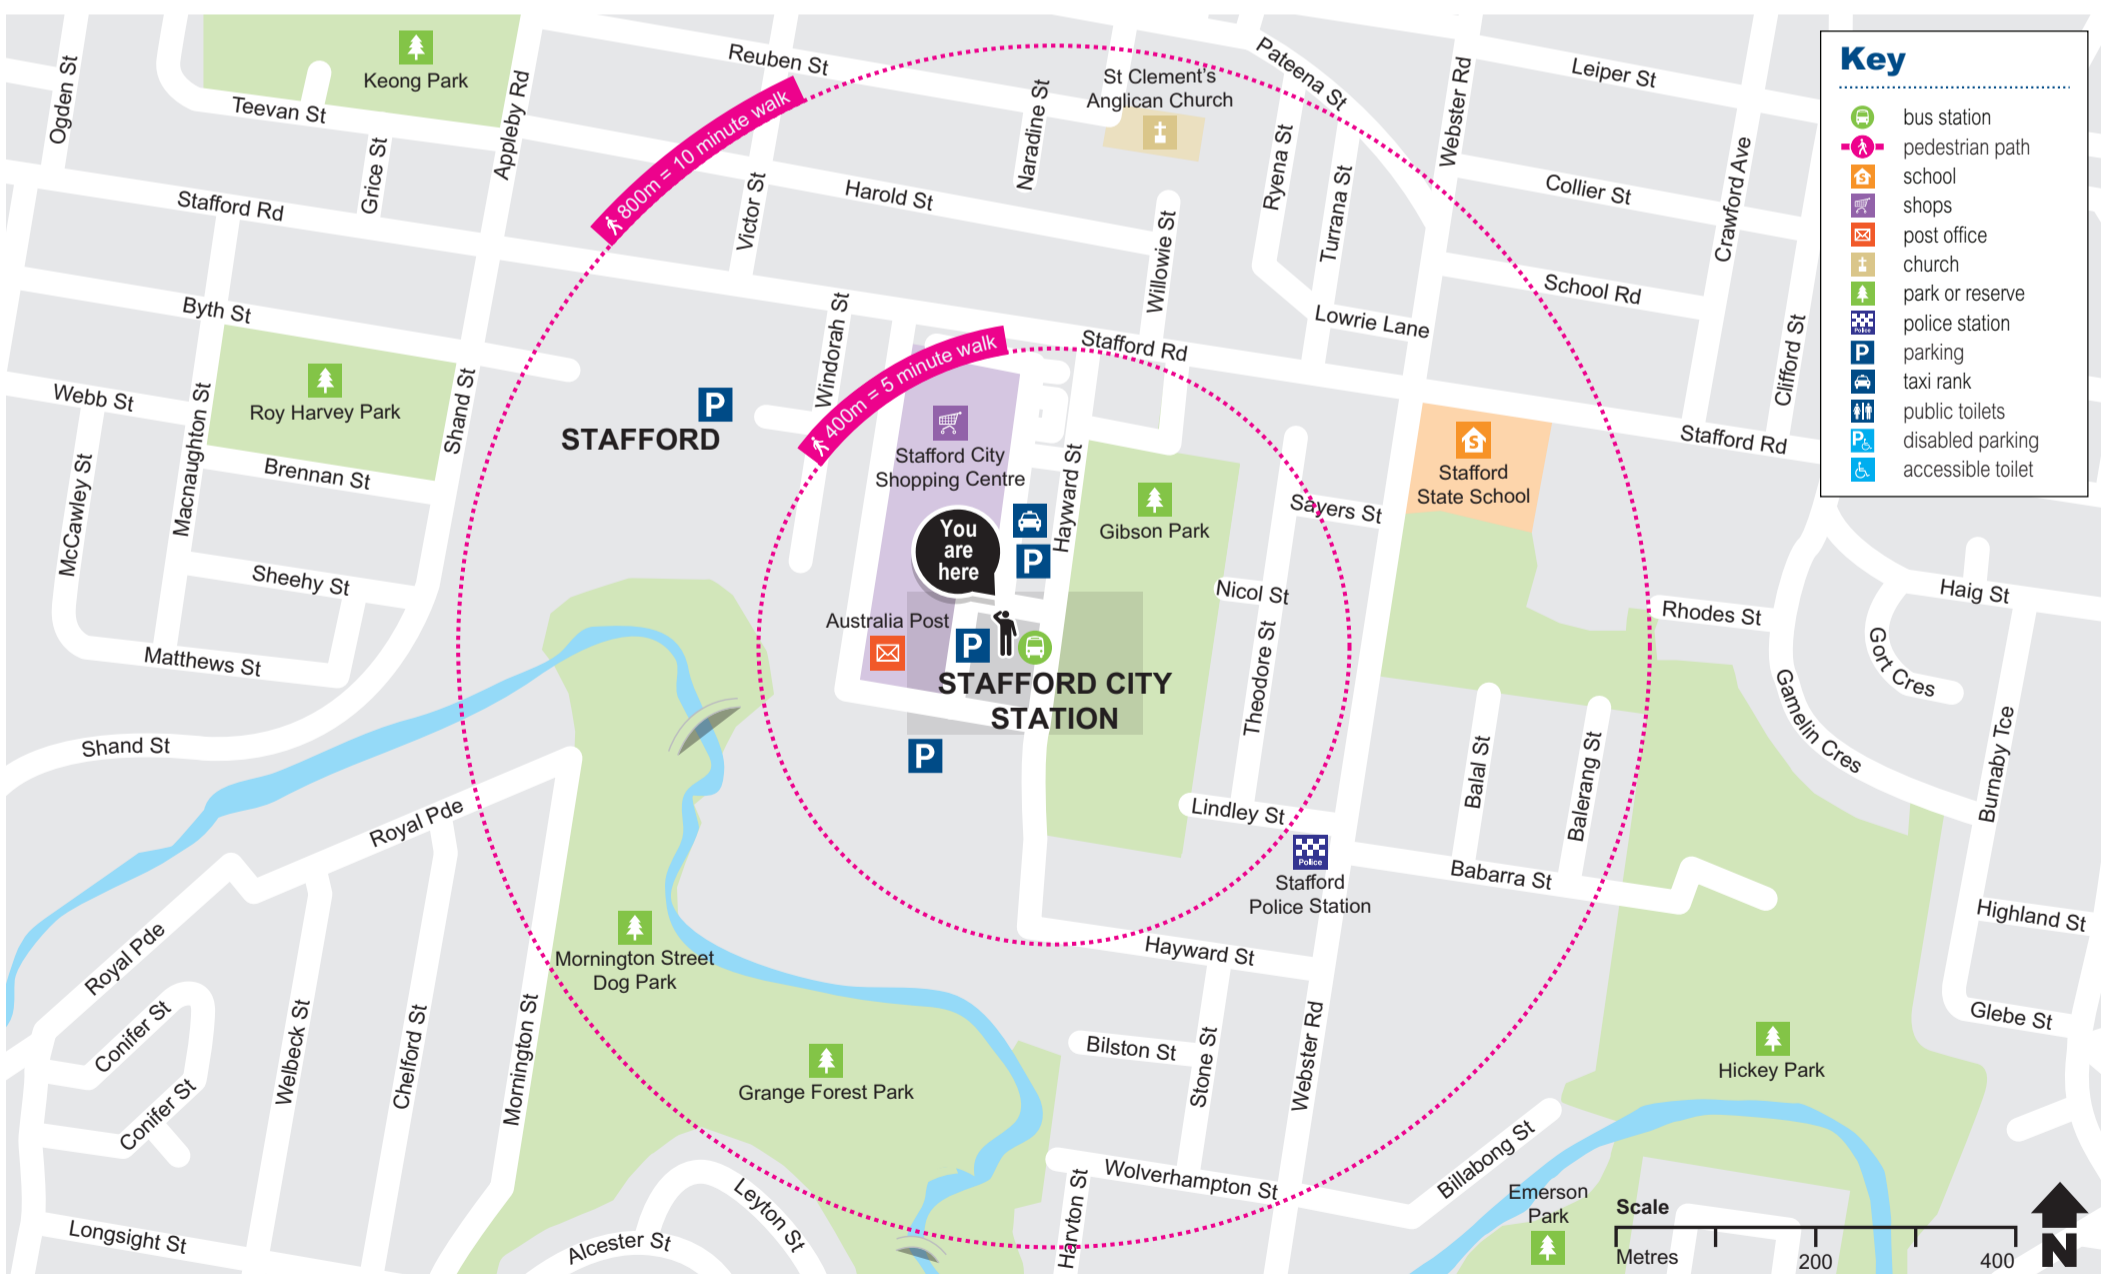 Key
bus station
pedestrian path
school
shops
post office
church
park or reserve
police station
parking
taxi rank
public toilets
disabled parking
accessible toilet
Ogden St
Keong Park
Teevan St
Grice St
Appleby Rd
Reuben St
800m = 10 minute walk
Victor St
Harold St
Naradine St
St Clement's
Anglican Church
Pateena St
Ryena St
Turrana St
Webster Rd
Leiper St
Collier St
Crawford Ave
School Rd
Clifford St
Stafford Rd
Byth St
Webb St
Roy Harvey Park
Macnaughton St
Shand St
Brennan St
McCawley St
Sheehy St
Matthews St
Shand St
STAFFORD
P
Windorah St
400m = 5 minute walk
Stafford Rd
Willowie St
Lowrie Lane
Stafford Rd
Stafford City
Shopping Centre
Hayward St
Gibson Park
You
are
here
P
Australia Post
P
STAFFORD CITY
STATION
P
Sayers St
Nicol St
Theodore St
Lindley St
S
Stafford
State School
Police
Stafford
Police Station
Rhodes St
Haig St
Gort Cres
Gamelin Cres
Burnaby Tce
Balal St
Balerang St
Babarra St
Highland St
Glebe St
Hickey Park
Royal Pde
Royal Pde
Conifer St
Conifer St
Welbeck St
Chelford St
Mornington St
Mornington Street
Dog Park
Grange Forest Park
Hayward St
Bilston St
Stone St
Webster Rd
Wolverhampton St
Harvton St
Billabong St
Emerson
Park
Longsight St
Alcester St
Leyton St
Scale
Metres
200
400
N
P
Police
P
S